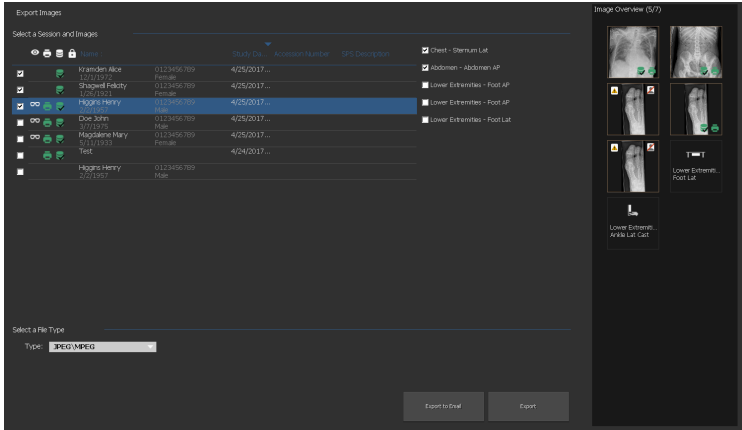 Export Images
Image Overview (5/7)
Select a Session and Images
Name
Study Da...
Accession Number
SPS Description
Kramden Alice
12/1/1972
0123456789
Female
4/25/2017...
Shagwell Felicity
1/26/1921
0123456789
Female
4/25/2017...
Higgins Henry
2/2/1957
0123456789
Male
4/25/2017...
Doe John
3/7/1975
0123456789
Male
4/25/2017...
Magdalene Mary
5/11/1933
0123456789
Female
4/25/2017...
Test
4/24/2017...
Higgins Henry
2/2/1957
0123456789
Male
Chest - Sternum Lat
Abdomen - Abdomen AP
Lower Extremities - Foot AP
Lower Extremities - Foot AP
Lower Extremities - Foot Lat
Lower Extremiti...
Foot Lat
Lower Extremiti...
Ankle Lat Cast
Select a File Type
Type: JPEG\MPEG
Export to Email
Export